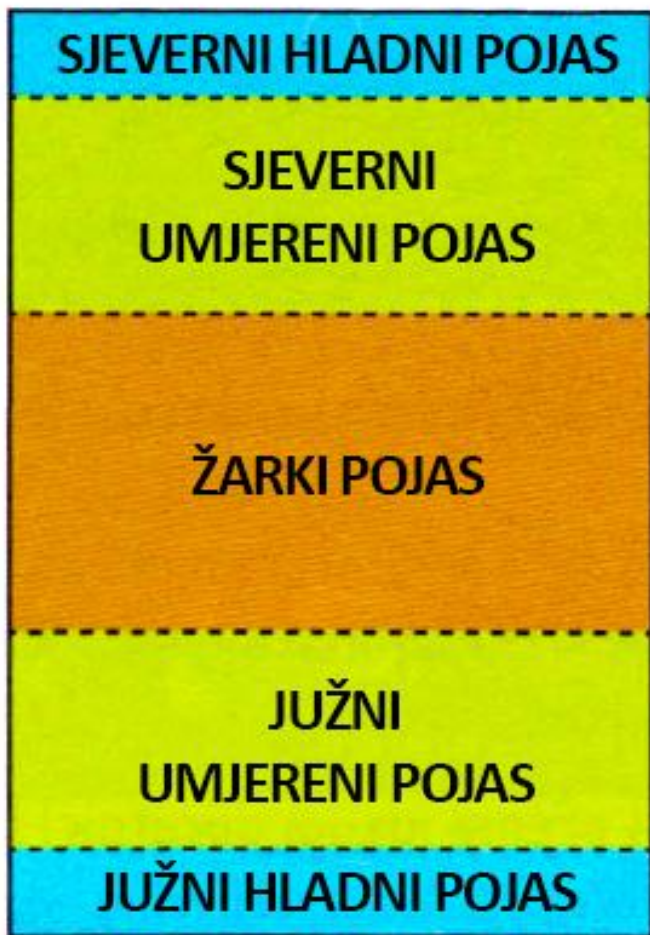 SJEVERNI HLADNI POJAS
SJEVERNI
UMJERENI POJAS
ŽARKI POJAS
JUŽNI
UMJERENI POJAS
JUŽNI HLADNI POJAS